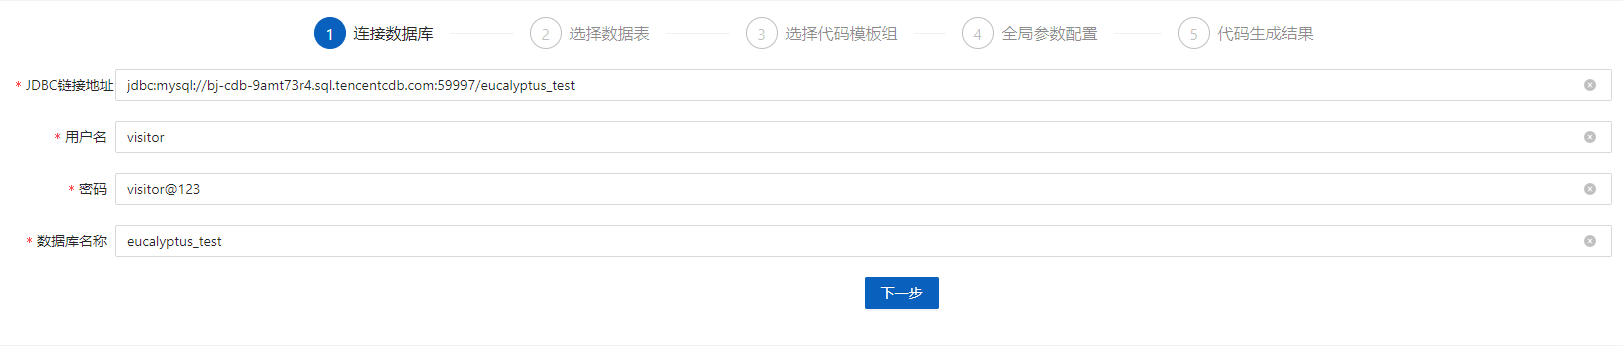 1 连接数据库 2 选择数据表 3 选择代码模板组 4 全局参数配置 5 代码生成结果
* JDBC链接地址 jdbc:mysql://bj-cdb-9amt73r4.sql.tencentcdb.com:59997/eucalyptus_test
* 用户名 visitor
* 密码 visitor@123
* 数据库名称 eucalyptus_test
下一步